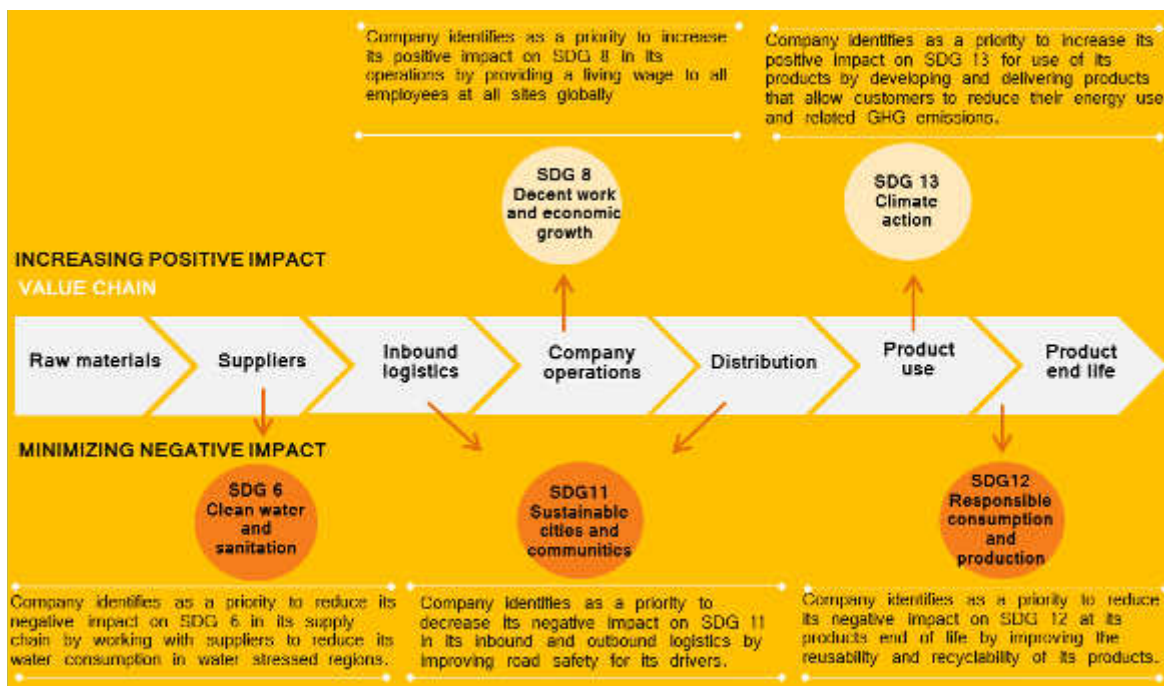 Company identifies as a priority to increase
its positive impact on SDG 8 in its
operations by providing a living wage to all
employees at all sites globally
Company identifies as a priority to increase its
positive impact on SDG 13 for use of its
products by developing and delivering products
that allow customers to reduce their energy use
and related GHG emissions.
SDG 8
Decent work
and economic
growth
SDG 13
Climate
action
INCREASING POSITIVE IMPACT
VALUE CHAIN
Raw materials
Suppliers
Inbound
logistics
Company
operations
Distribution
Product
use
Product
end life
MINIMIZING NEGATIVE IMPACT
SDG 6
Clean water
and
sanitation
SDG11
Sustainable
cities and
communities
SDG12
Responsible
consumption
and
production
Company identifies as a priority to reduce its
negative impact on SDG 6 in its supply
chain by working with suppliers to reduce its
water consumption in water stressed regions.
Company identifies as a priority to
decrease its negative impact on SDG 11
in its inbound and outbound logistics by
improving road safety for its drivers.
Company identifies as a priority to reduce
its negative impact on SDG 12 at its
products end of life by improving the
reusability and recyclability of its products.